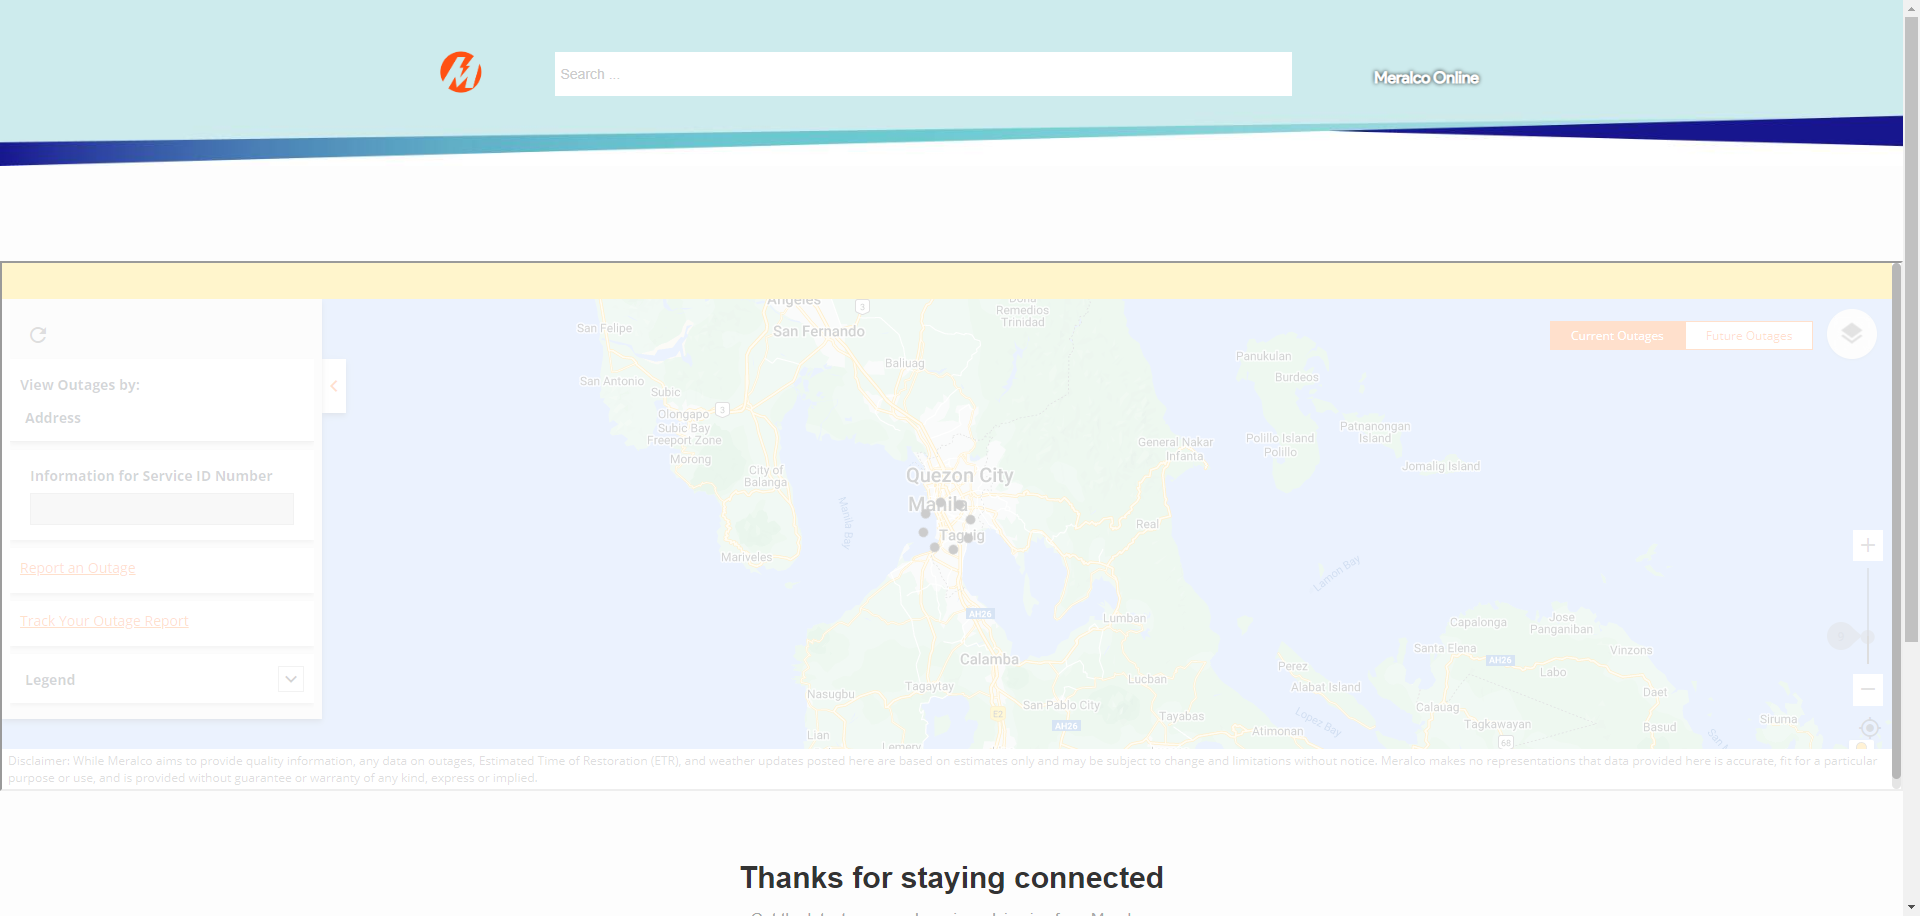 Search ...
Meralco Online
Current Outages
Future Outages
View Outages by:
Address
Information for Service ID Number
Report an Outage
Track Your Outage Report
Legend
Angeles
3
Remedios
Trinidad
San Felipe
San Fernando
Baliuag
Panukulan
Burdeos
San Antonio
Subic
Olongapo
3
Subic Bay
Freeport Zone
Patnanongan
Island
General Nakar
Infanta
Polillo Island
Polillo
Morong
City of
Balanga
Jomalig Island
Quezon City
Manila
Manila Bay
Real
Taguig
Mariveles
Lamon Bay
AH26
Lumban
Capalonga
Jose
Panganiban
Santa Elena
Vinzons
Calamba
AH26
Perez
Labo
Lucban
Tagaytay
Alabat Island
Nasugbu
Daet
San Pablo City
Calauag
E2
Tayabas
Lopez Bay
Tagkawayan
Basud
Siruma
AH26
Lian
Atimonan
68
Lemery
Disclaimer: While Meralco aims to provide quality information, any data on outages, Estimated Time of Restoration (ETR), and weather updates posted here are based on estimates only and may be subject to change and limitations without notice. Meralco makes no representations that data provided here is accurate, fit for a particular
purpose or use, and is provided without guarantee or warranty of any kind, express or implied.
Thanks for staying connected